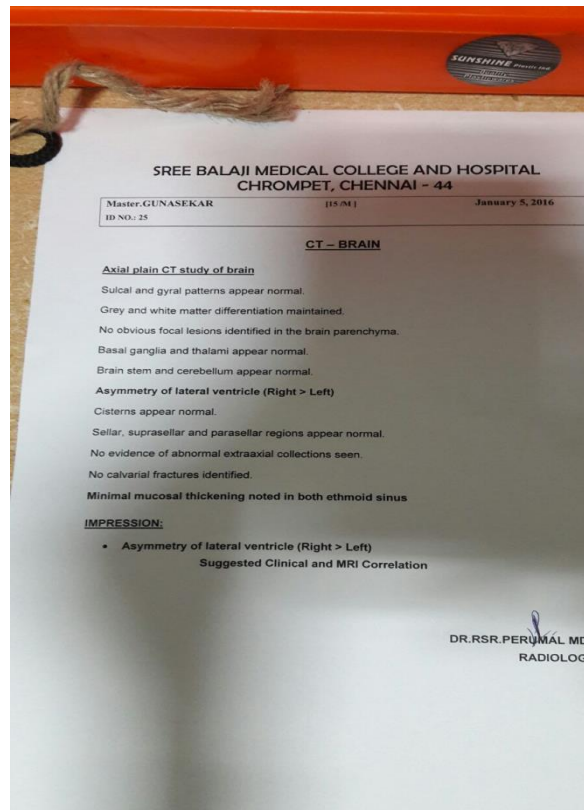 SUNSHINE
SREE BALAJI MEDICAL COLLEGE AND HOSPITAL
CHROMPET, CHENNAI - 44
Master.GUNASEKAR [15 /M ] January 5, 2016
ID NO.: 25
CT – BRAIN
Axial plain CT study of brain
Sulcal and gyral patterns appear normal.
Grey and white matter differentiation maintained.
No obvious focal lesions identified in the brain parenchyma.
Basal ganglia and thalami appear normal.
Brain stem and cerebellum appear normal.
Asymmetry of lateral ventricle (Right > Left)
Cisterns appear normal.
Sellar, suprasellar and parasellar regions appear normal.
No evidence of abnormal extraaxial collections seen.
No calvarial fractures identified.
Minimal mucosal thickening noted in both ethmoid sinus
IMPRESSION:
• Asymmetry of lateral ventricle (Right > Left)
Suggested Clinical and MRI Correlation
DR.RSR.PERUMAL MD
RADIOLOG